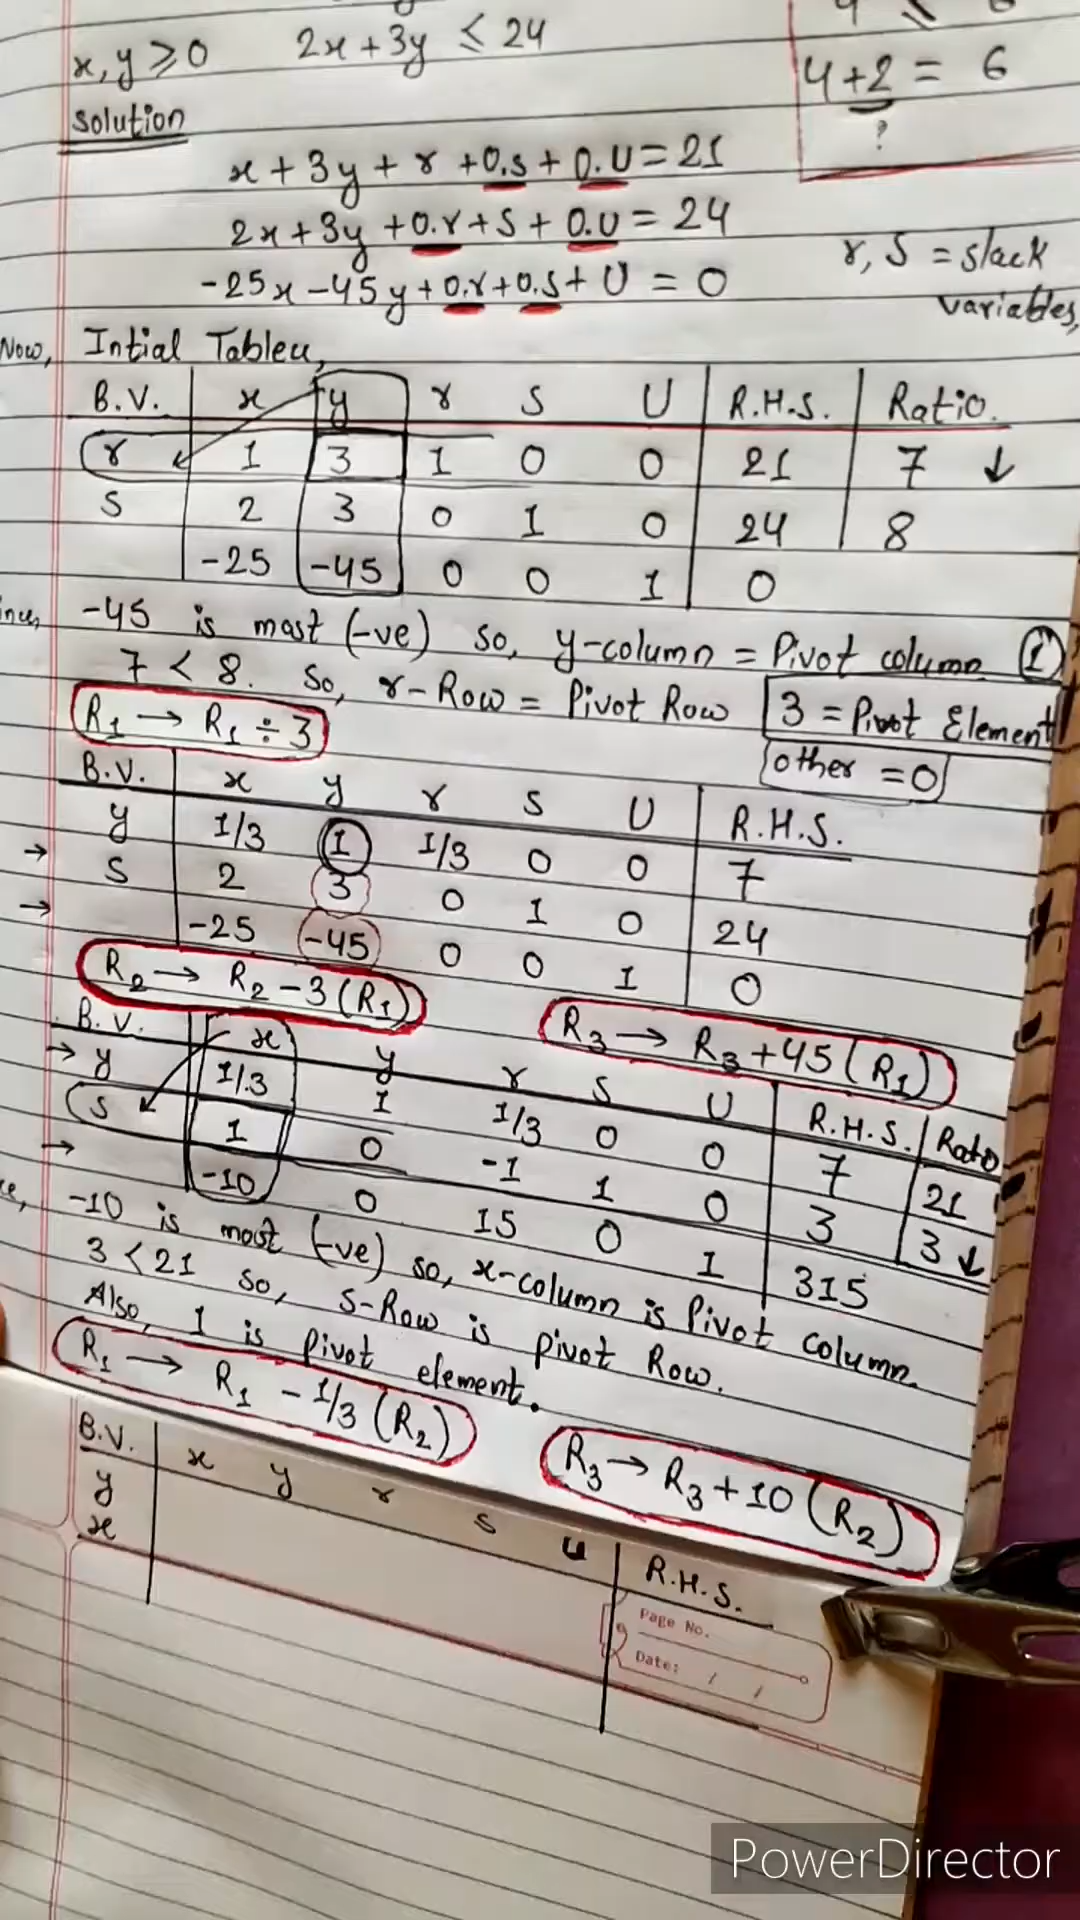 x, y ⩾ 0 2x + 3y ⩽ 24
4 + 2 = 6
?
Solution
x + 3y + r + 0.s + 0.U = 21
2x + 3y + 0.r + S + 0.U = 24
-25x - 45y + 0.r + 0.s + U = 0
r, S = slack
variables,
Now, Intial Tableu,
B.V. x y r S U R.H.S. Ratio.
r 1 3 1 0 0 21 7 ↓
S 2 3 0 1 0 24 8
-25 -45 0 0 1 0
-45 is most (-ve) so, y-column = Pivot column. 1
7 < 8. So, r-Row = Pivot Row 3 = Pivot Element
R₁ → R₁ ÷ 3 other = 0
B.V. x y r S U R.H.S.
y 1/3 1 1/3 0 0 7
→ S 2 3 0 1 0 24
→ -25 -45 0 0 1 0
R₂ → R₂ - 3(R₁) R₃ → R₃ + 45(R₁)
B.V. x y r S U R.H.S. Rato
→ y 1/3 1 1/3 0 0 7 21
S 1 0 -1 1 0 3 3 ↓
→ -10 0 15 0 1 315
-10 is most (-ve) so, x-column is Pivot column.
3 < 21 so, S-Row is pivot Row.
Also, 1 is pivot element.
R₁ → R₁ - 1/3 (R₂) R₃ → R₃ + 10 (R₂)
B.V. x y r s u R.H.S.
y
x
Page No.
Date: / /
PowerDirector